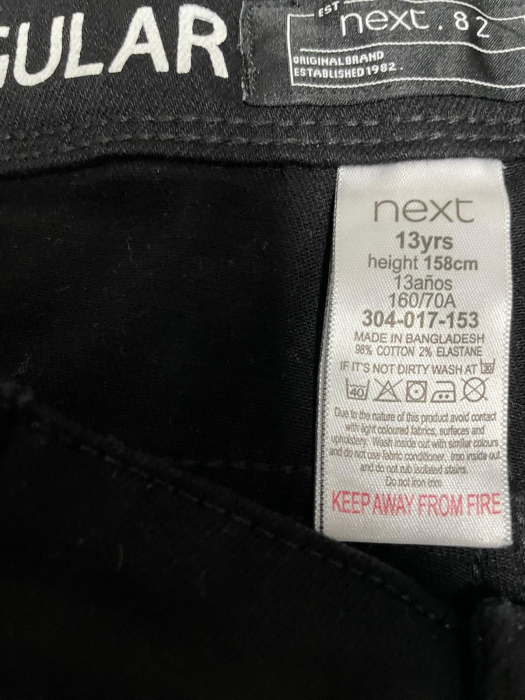 GULAR
EST
next.82
ORIGINAL BRAND
ESTABLISHED 1982.
next
13yrs
height 158cm
13años
160/70A
304-017-153
MADE IN BANGLADESH
98% COTTON 2% ELASTANE
IF IT'S NOT DIRTY WASH AT 30
40
Due to the nature of this product avoid contact
with light coloured fabrics, surfaces and
upholstery. Wash inside out with similar colours
and do not use fabric conditioner. Iron inside out
and do not rub isolated stains.
Do not iron trim
KEEP AWAY FROM FIRE